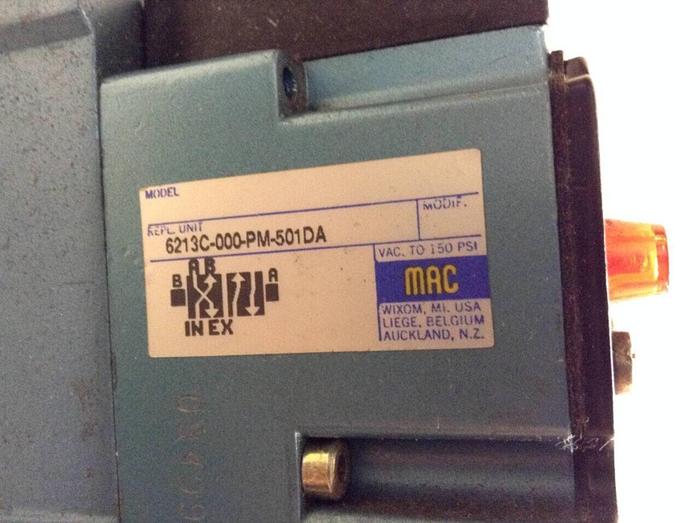 MODEL
REPL. UNIT
MODIF.
6213C-000-PM-501DA
VAC. TO 150 PSI
A B
B A
IN EX
MAC
WIXOM, MI. USA
LIEGE, BELGIUM
AUCKLAND, N.Z.